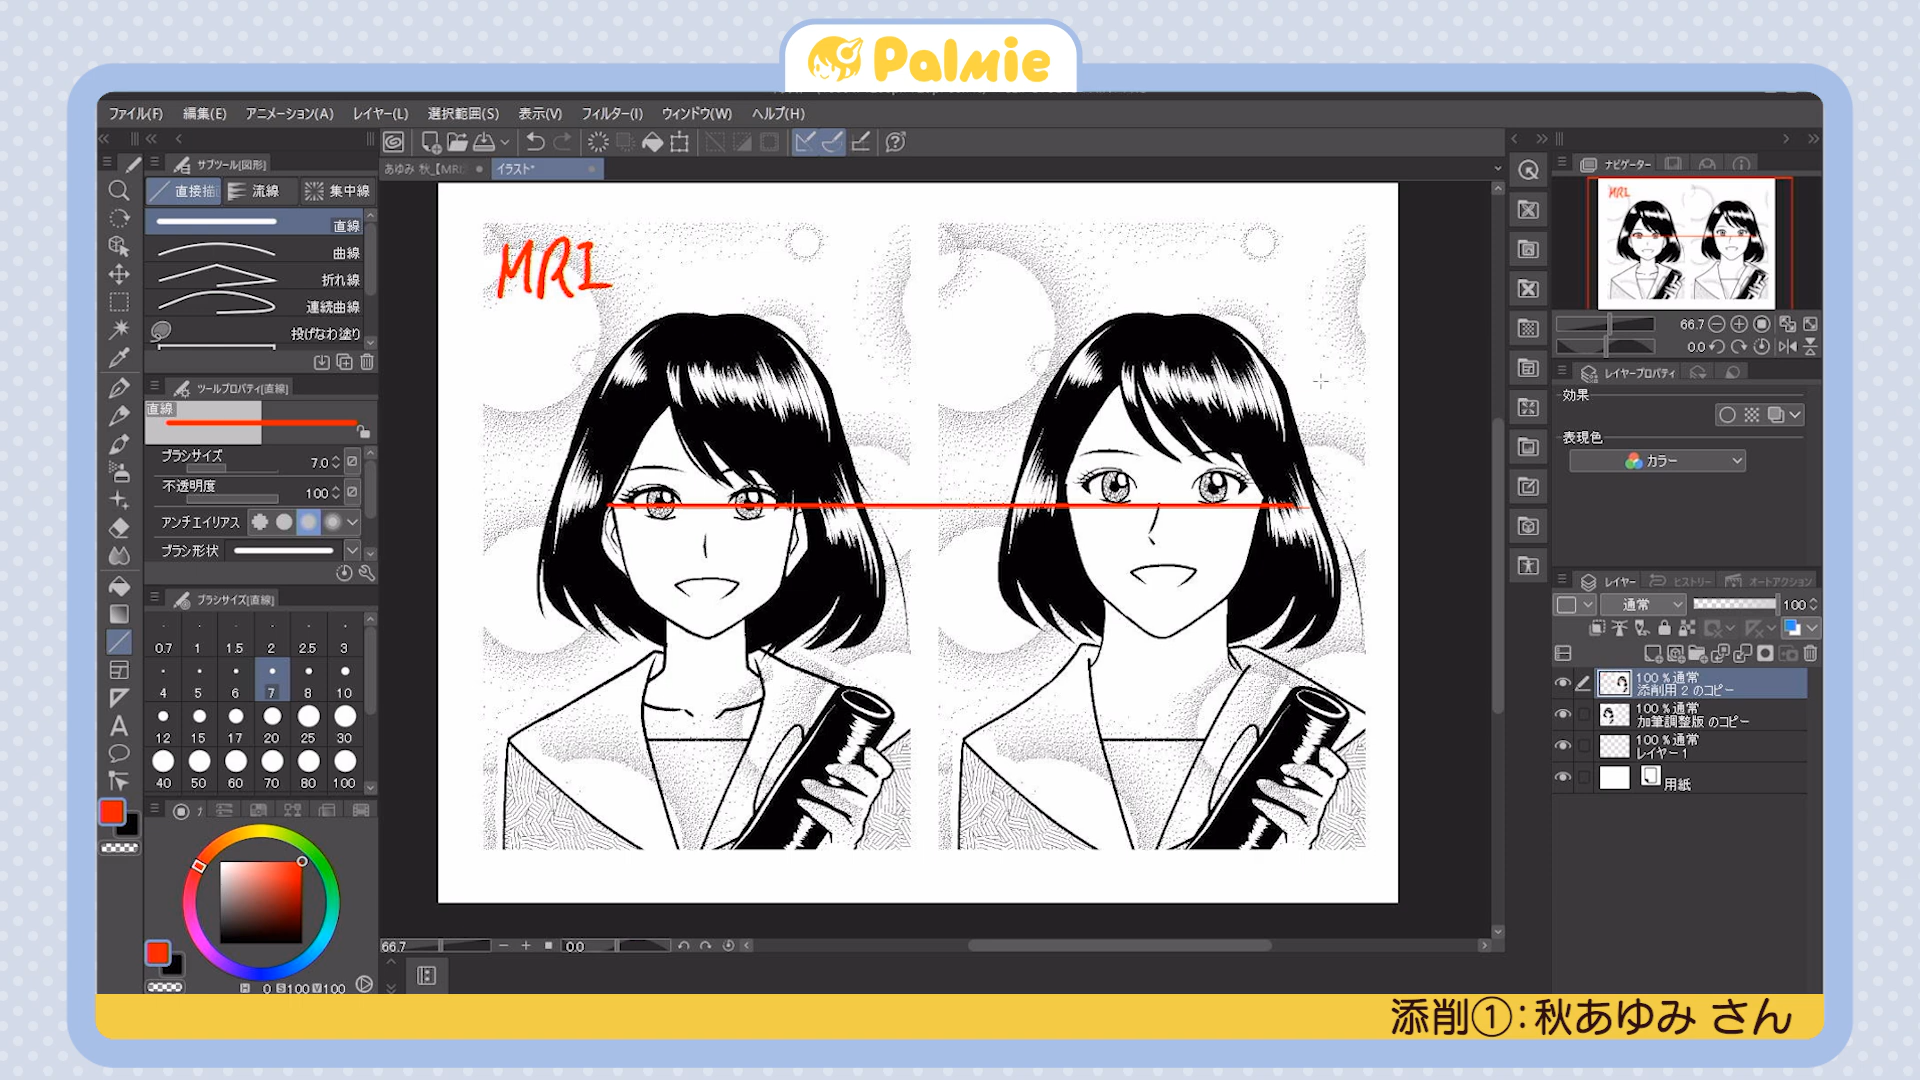 Palmie
ファイル(F) 編集(E) アニメーション(A) レイヤー(L) 選択範囲(S) 表示(V) フィルター(I) ウィンドウ(W) ヘルプ(H)
サブツール[図形]
あゆみ 秋_【MRI
イラスト*
ナビゲーター
直接描
流線
集中線
直線
曲線
折れ線
連続曲線
投げなわ塗り
MRI
66.7
0.0
ツールプロパティ[直線]
直線
レイヤープロパティ
効果
表現色
カラー
ブラシサイズ 7.0
不透明度 100
アンチエイリアス
ブラシ形状
ブラシサイズ[直線]
0.7 1 1.5 2 2.5 3
4 5 6 7 8 10
12 15 17 20 25 30
40 50 60 70 80 100
レイヤー ヒストリー オートアクション
通常 100
100 %通常
添削用 2 のコピー
100 %通常
加筆調整版 のコピー
100 %通常
レイヤー 1
用紙
66.7 0.0
H 0 S 100 V 100
添削①:秋あゆみ さん